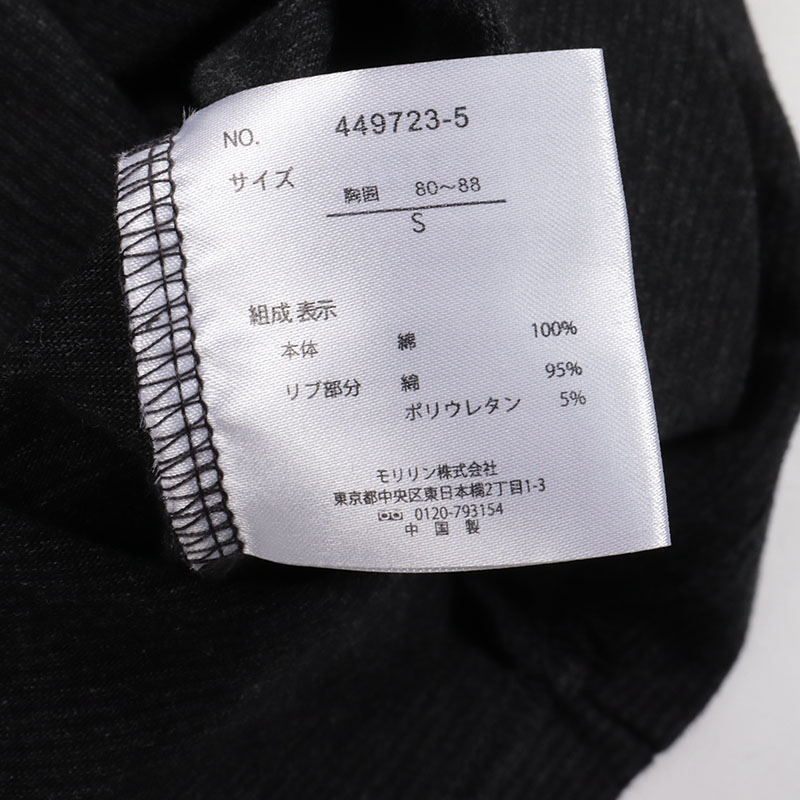 NO. 449723-5
サイズ
胸囲 80～88
S
組成表示
本体 綿 100%
リブ部分 綿 95%
ポリウレタン 5%
モリリン株式会社
東京都中央区東日本橋2丁目1-3
0120-793154
中国製